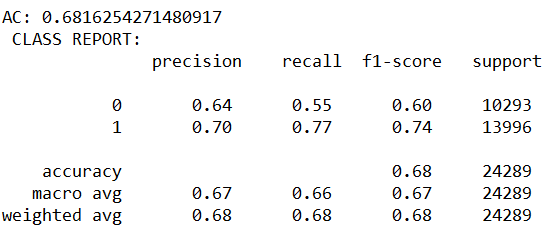 AC: 0.6816254271480917
CLASS REPORT:
precision recall f1-score support
0 0.64 0.55 0.60 10293
1 0.70 0.77 0.74 13996
accuracy 0.68 24289
macro avg 0.67 0.66 0.67 24289
weighted avg 0.68 0.68 0.68 24289